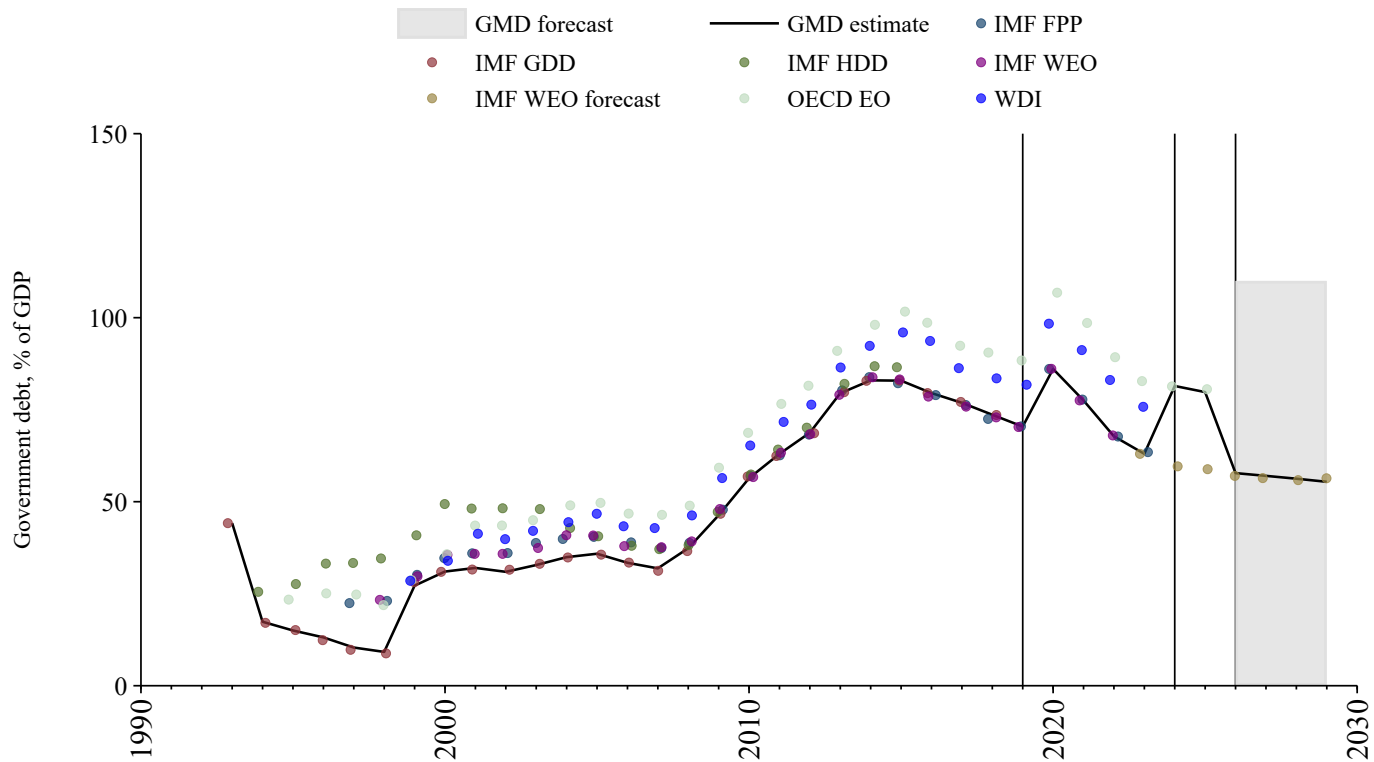 GMD forecast GMD estimate IMF FPP
IMF GDD IMF HDD IMF WEO
IMF WEO forecast OECD EO WDI
Government debt, % of GDP
150
100
50
0
1990 2000 2010 2020 2030